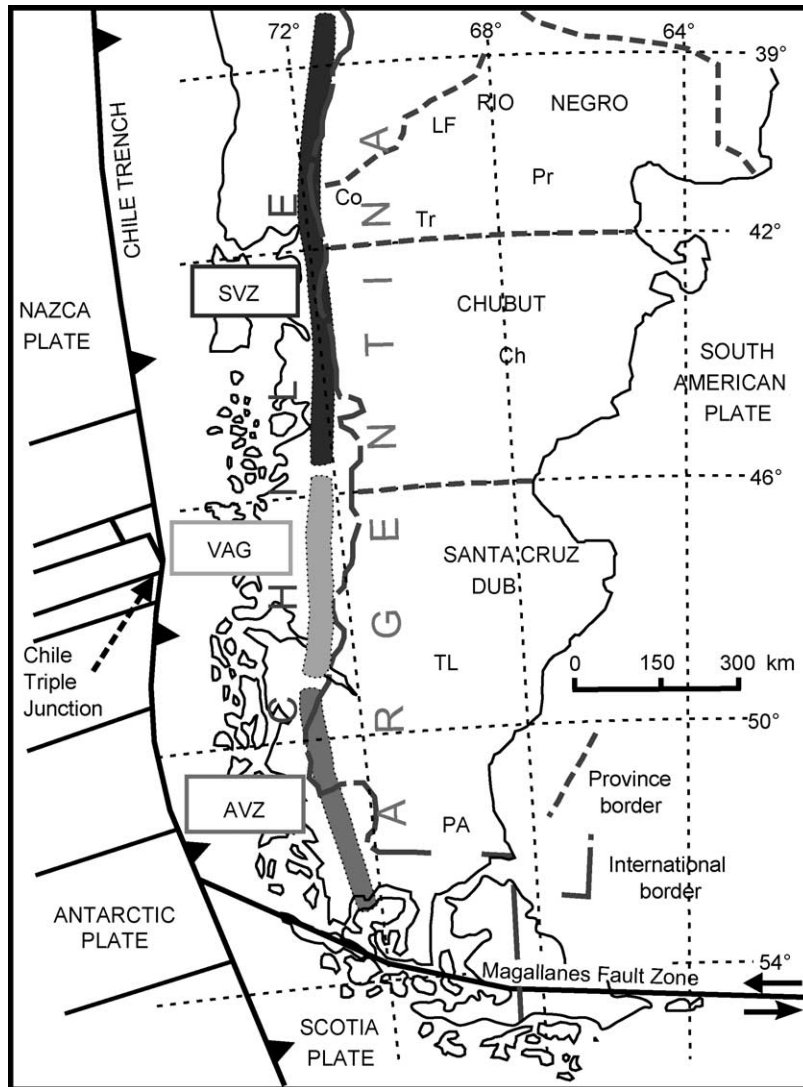 72°
68°
64°
39°
RIO NEGRO
LF
Pr
Co
Tr
42°
CHILE TRENCH
SVZ
NAZCA
PLATE
CHUBUT
Ch
SOUTH
AMERICAN
PLATE
46°
VAG
SANTA CRUZ
DUB
CHILE
ARGENTINA
Chile
Triple
Junction
TL
0 150 300 km
50°
Province
border
AVZ
PA
International
border
ANTARCTIC
PLATE
54°
Magallanes Fault Zone
SCOTIA
PLATE